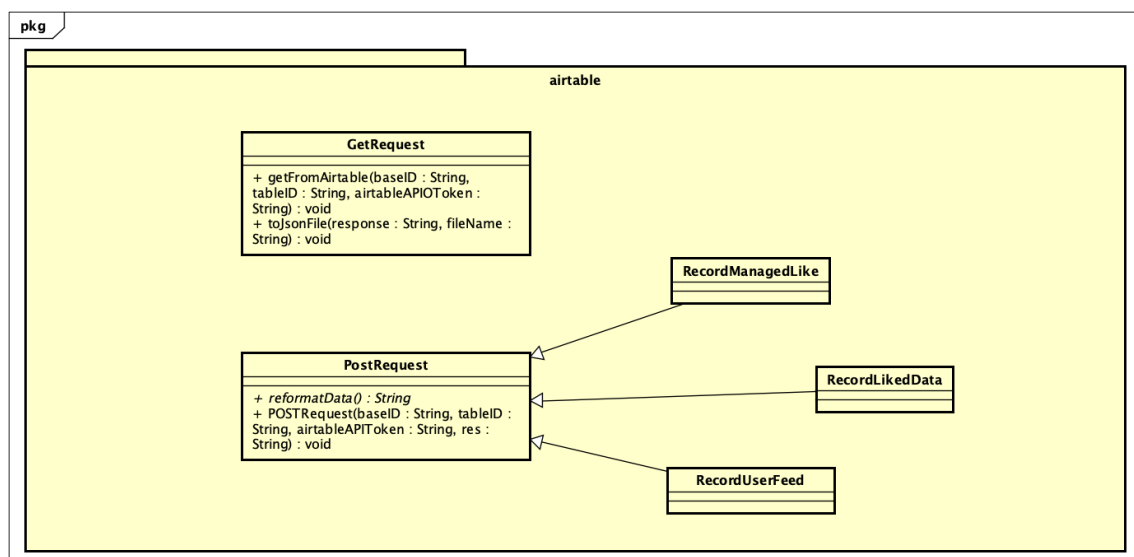 pkg
airtable
GetRequest
+ getFromAirtable(baseID : String,
tableID : String, airtableAPIOToken :
String) : void
+ toJsonFile(response : String, fileName :
String) : void
RecordManagedLike
PostRequest
+ reformatData() : String
+ POSTRequest(baseID : String, tableID :
String, airtableAPIToken : String, res :
String) : void
RecordLikedData
RecordUserFeed